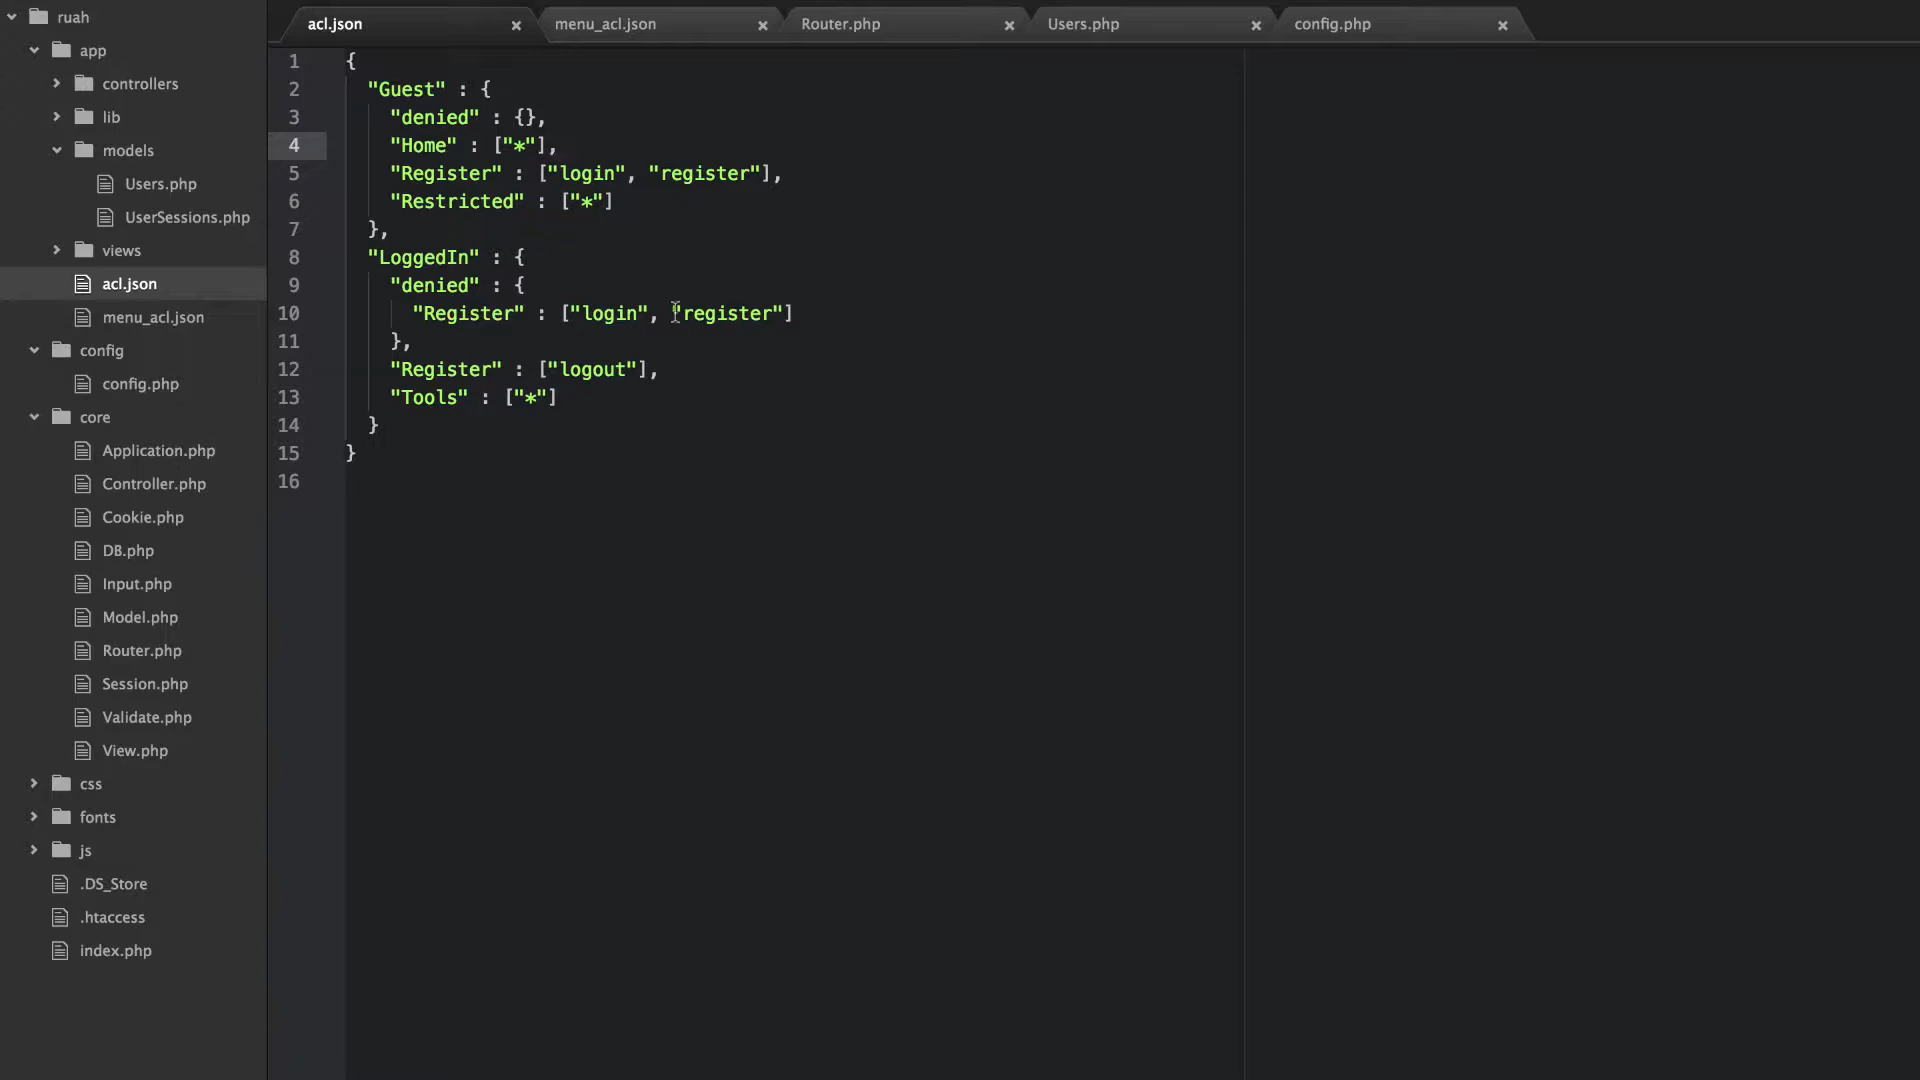 ruah
app
controllers
lib
models
Users.php
UserSessions.php
views
acl.json
menu_acl.json
config
config.php
core
Application.php
Controller.php
Cookie.php
DB.php
Input.php
Model.php
Router.php
Session.php
Validate.php
View.php
css
fonts
js
.DS_Store
.htaccess
index.php
acl.json × menu_acl.json × Router.php × Users.php × config.php ×
1 {
2 "Guest" : {
3 "denied" : {},
4 "Home" : ["*"],
5 "Register" : ["login", "register"],
6 "Restricted" : ["*"]
7 },
8 "LoggedIn" : {
9 "denied" : {
10 "Register" : ["login", "register"]
11 },
12 "Register" : ["logout"],
13 "Tools" : ["*"]
14 }
15 }
16